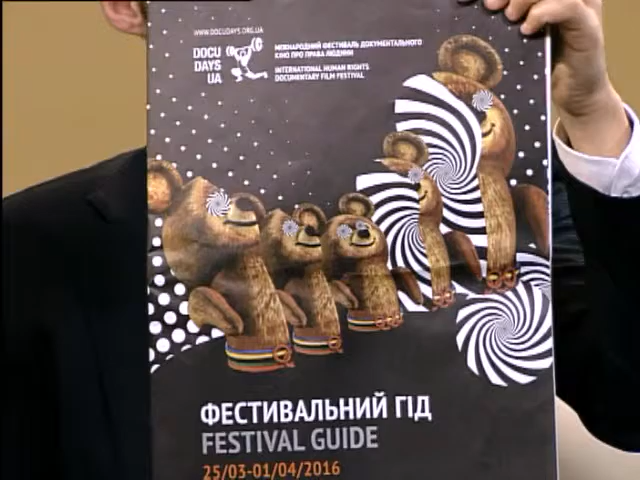 WWW.DOCUDAYS.ORG.UA
DOCU
DAYS
UA
МІЖНАРОДНИЙ ФЕСТИВАЛЬ ДОКУМЕНТАЛЬНОГО
КІНО ПРО ПРАВА ЛЮДИНИ
INTERNATIONAL HUMAN RIGHTS
DOCUMENTARY FILM FESTIVAL
ФЕСТИВАЛЬНИЙ ГІД
FESTIVAL GUIDE
25/03-01/04/2016